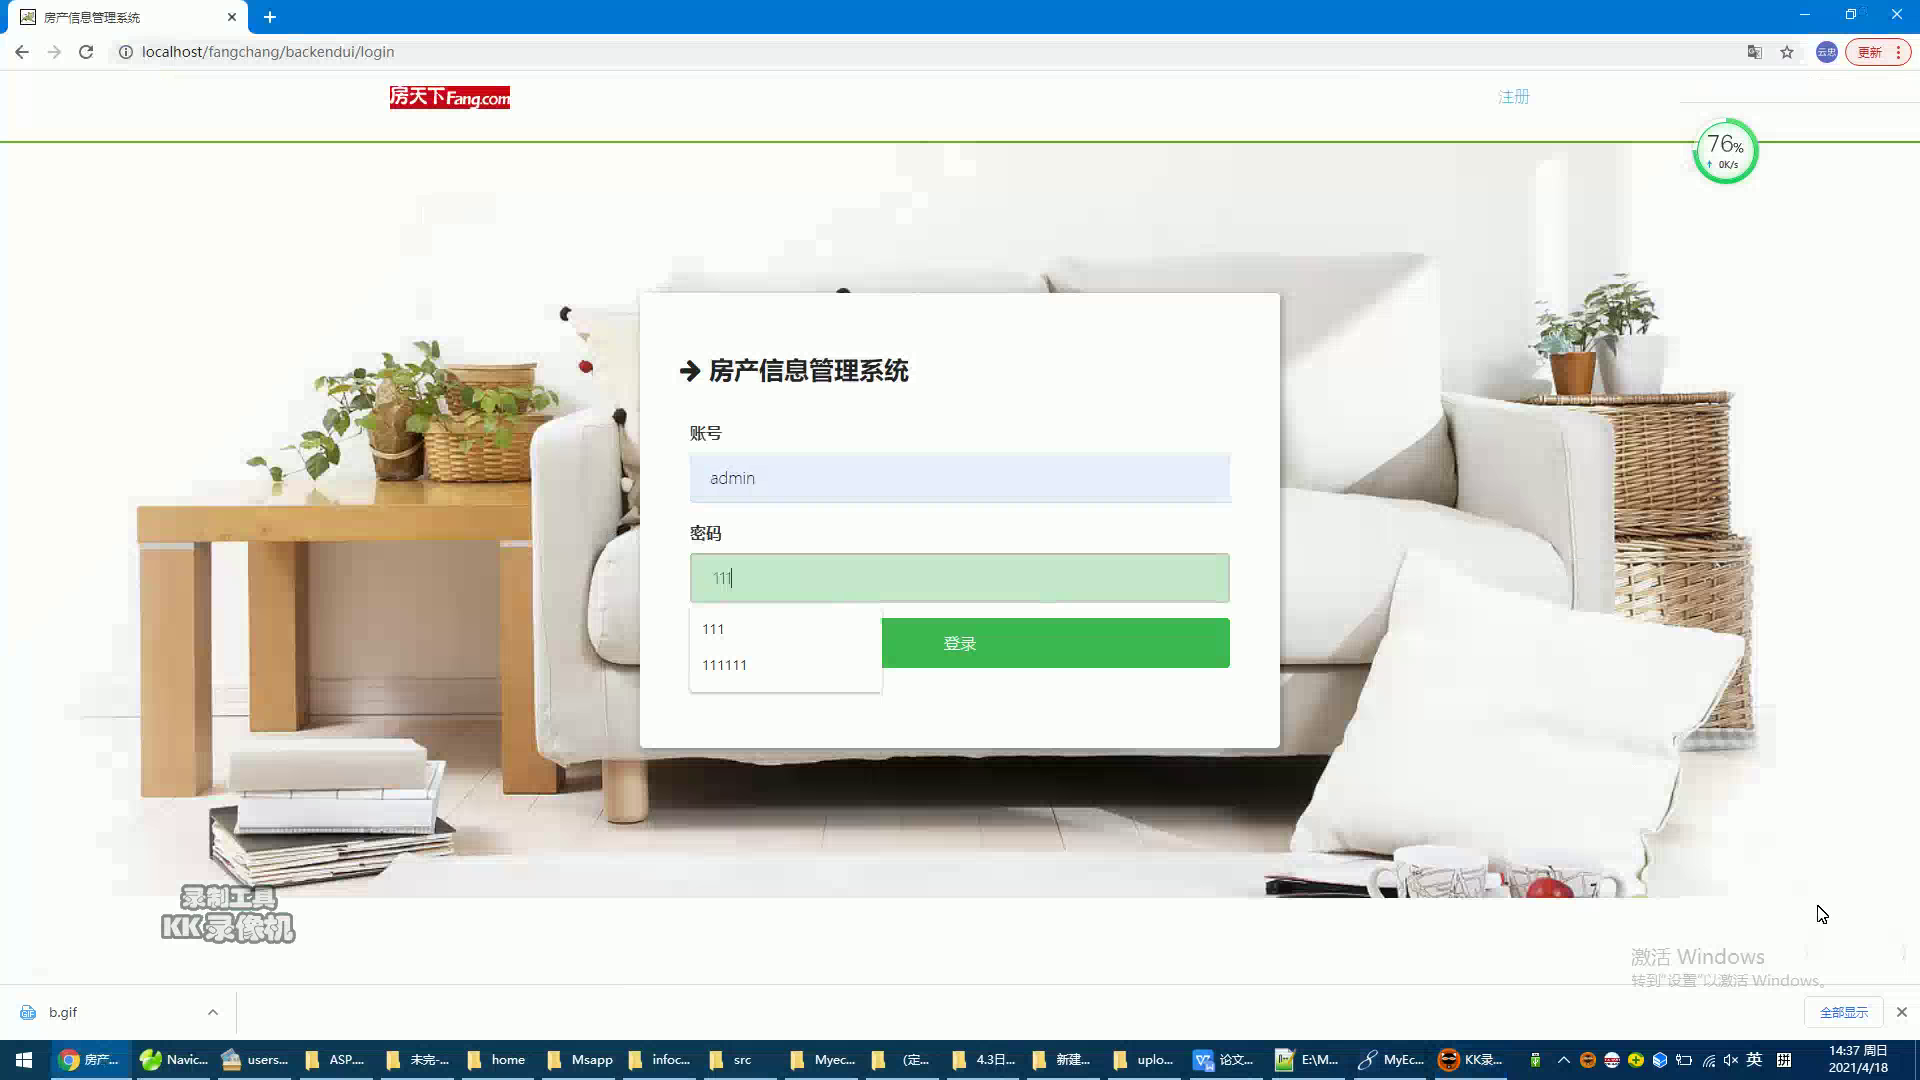 房产信息管理系统
localhost/fangchang/backendui/login
云忠
更新
房天下Fang.com
注册
76%
↑ 0K/s
房产信息管理系统
账号
admin
密码
111
111
111111
登录
录制工具
KK录像机
激活 Windows
转到"设置"以激活 Windows。
b.gif
全部显示
房产...
Navic...
users...
ASP....
未完-...
home
Msapp
infoc...
src
Myec...
(定...
4.3日...
新建...
uplo...
论文...
E:\M...
MyEc...
KK录...
英
拼
14:37 周日
2021/4/18